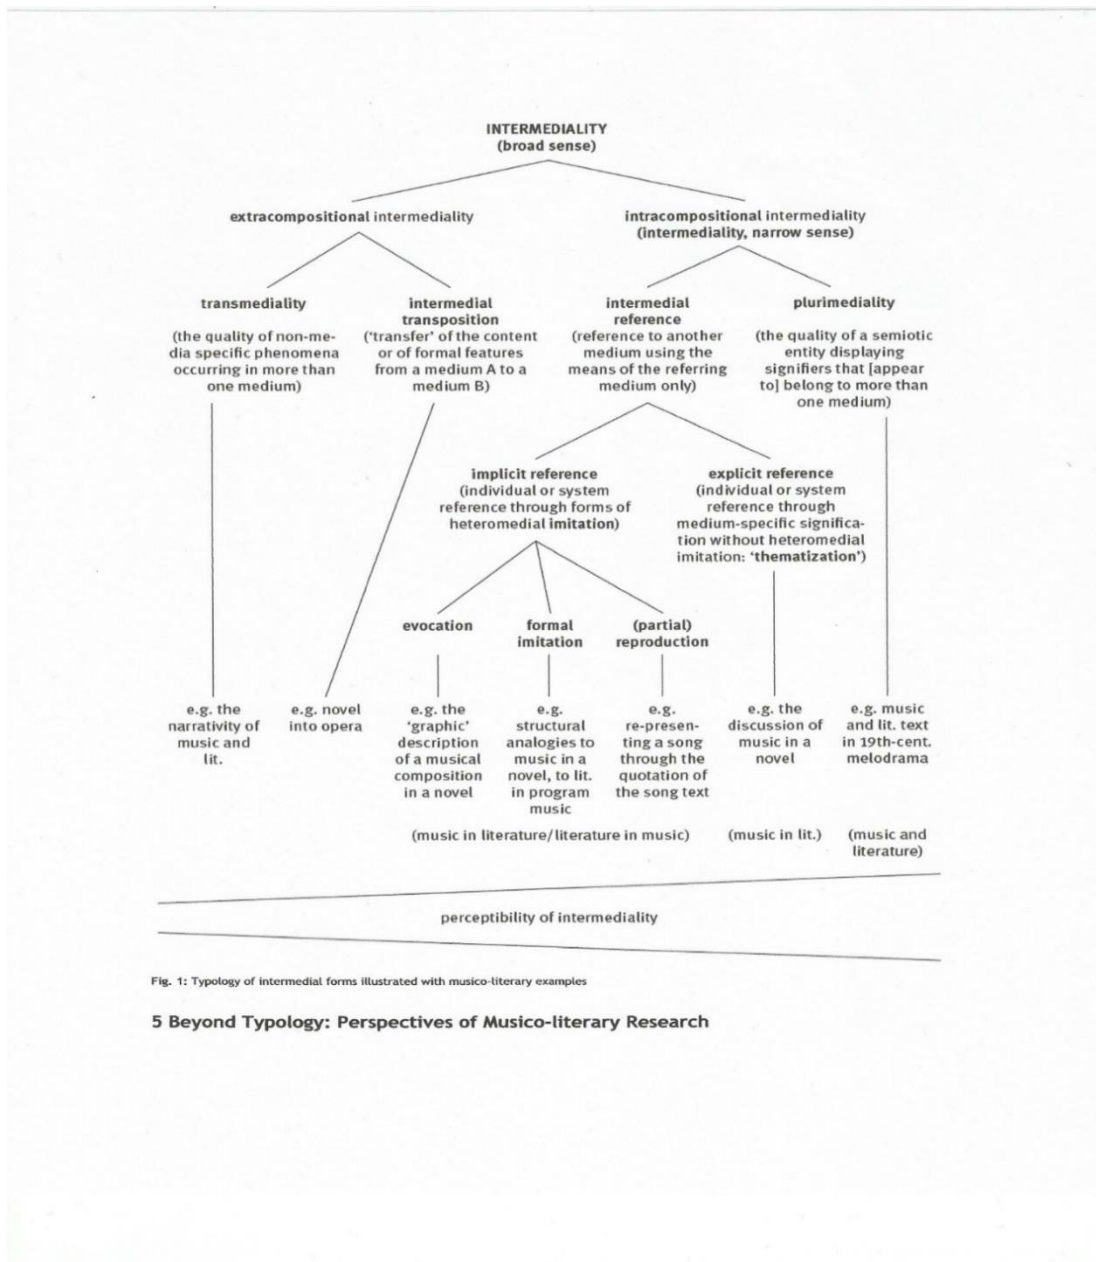 INTERMEDIALITY
(broad sense)
extracompositional intermediality
intracompositional intermediality
(intermediality, narrow sense)
transmediality
(the quality of non-me-
dia specific phenomena
occurring in more than
one medium)
intermedial
transposition
('transfer' of the content
or of formal features
from a medium A to a
medium B)
intermedial
reference
(reference to another
medium using the
means of the referring
medium only)
plurimediality
(the quality of a semiotic
entity displaying
signifiers that [appear
to] belong to more than
one medium)
implicit reference
(individual or system
reference through forms of
heteromedial imitation)
explicit reference
(individual or system
reference through
medium-specific significa-
tion without heteromedial
imitation: 'thematization')
evocation
formal
imitation
(partial)
reproduction
e.g. the
narrativity of
music and
lit.
e.g. novel
into opera
e.g. the
'graphic'
description
of a musical
composition
in a novel
e.g.
structural
analogies to
music in a
novel, to lit.
in program
music
e.g.
re-presen-
ting a song
through the
quotation of
the song text
e.g. the
discussion of
music in a
novel
e.g. music
and lit. text
in 19th-cent.
melodrama
(music in literature/literature in music)
(music in lit.)
(music and
literature)
perceptibility of intermediality
Fig. 1: Typology of intermedial forms illustrated with musico-literary examples
5 Beyond Typology: Perspectives of Musico-literary Research